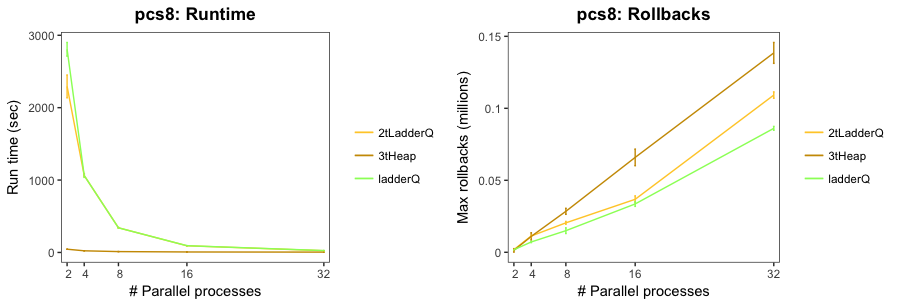 pcs8: Runtime
Run time (sec)
3000
2000
1000
0
2 4 8 16 32
# Parallel processes
2tLadderQ
3tHeap
ladderQ
pcs8: Rollbacks
Max rollbacks (millions)
0.15
0.1
0.05
0
2 4 8 16 32
# Parallel processes
2tLadderQ
3tHeap
ladderQ